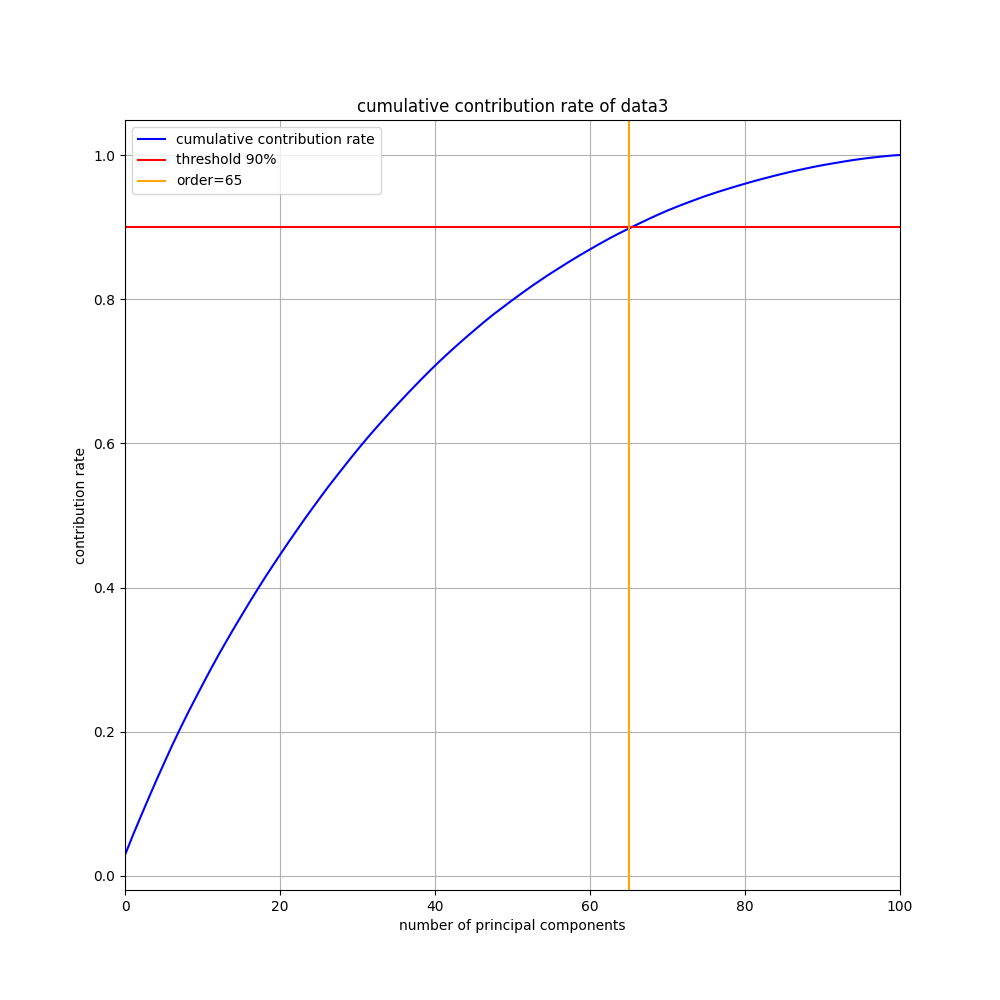 cumulative contribution rate of data3
cumulative contribution rate
threshold 90%
order=65
1.0
0.8
0.6
0.4
0.2
0.0
contribution rate
0 20 40 60 80 100
number of principal components